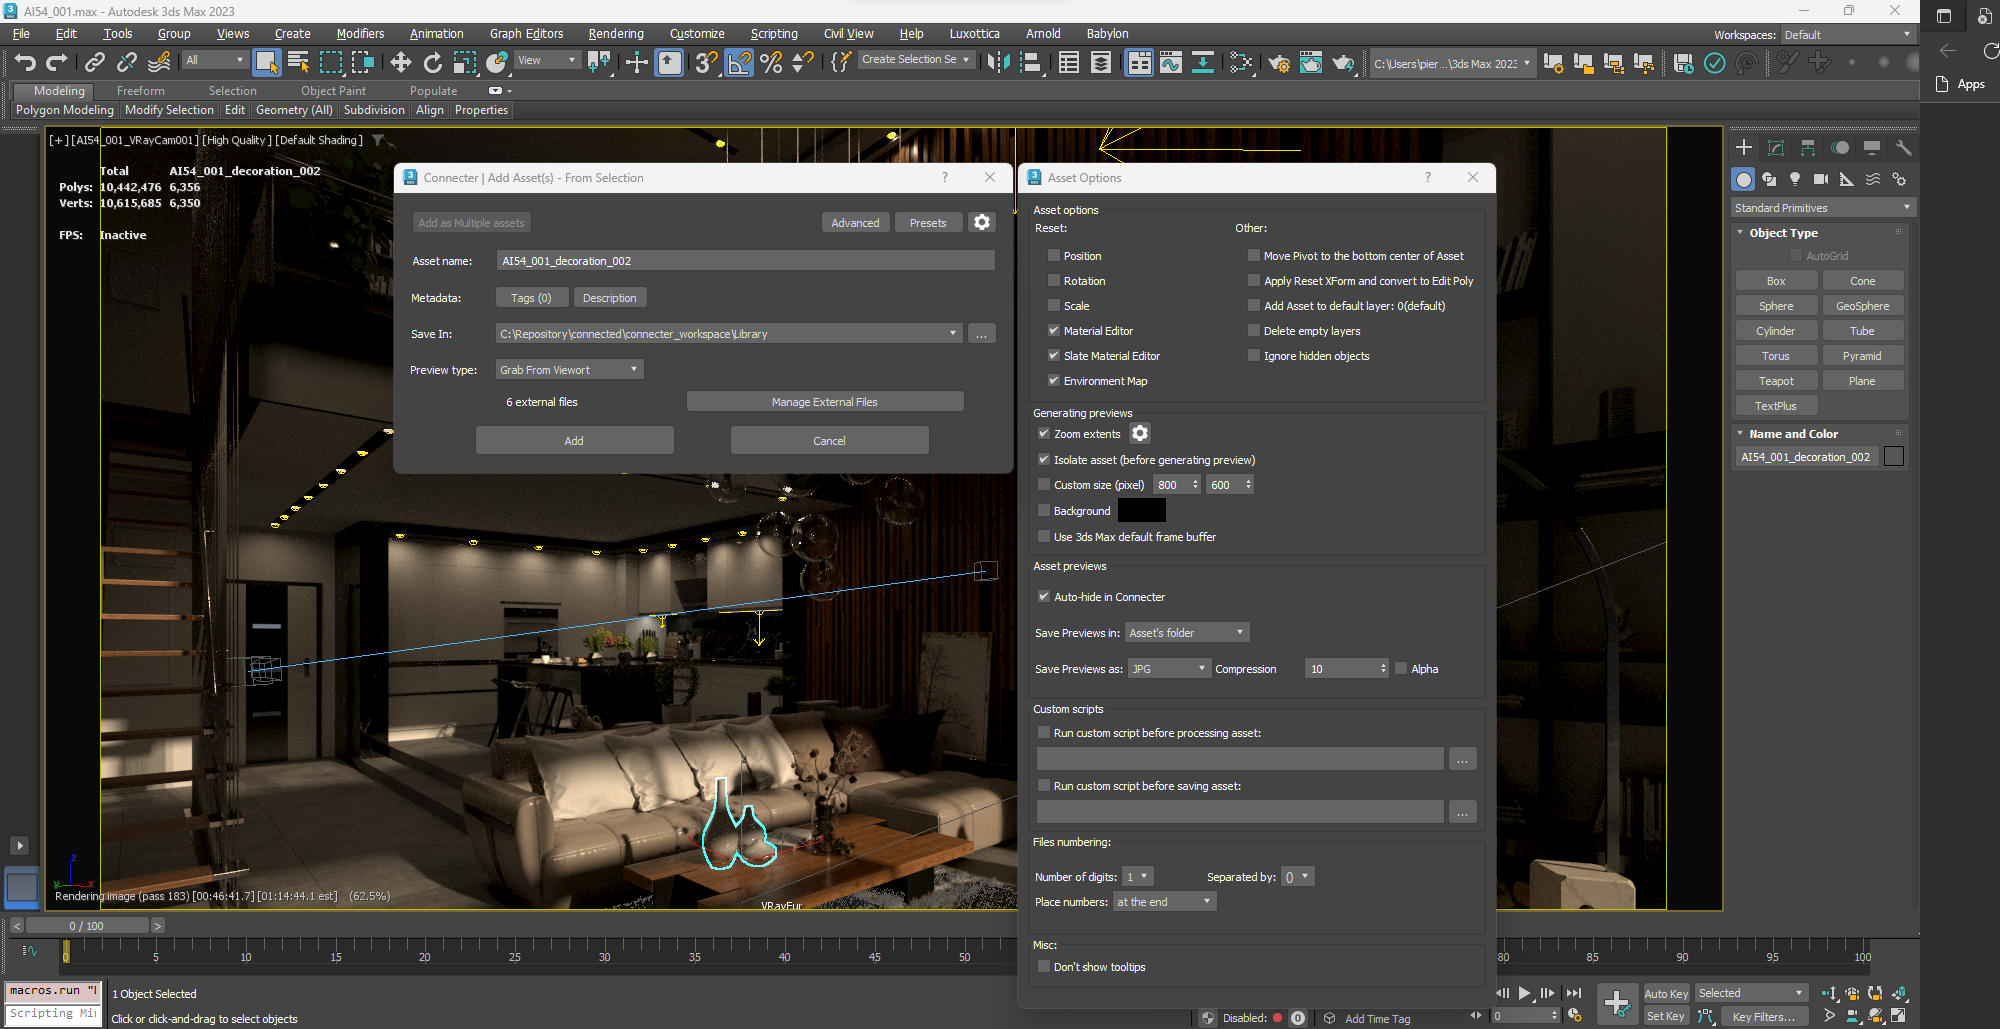 AI54_001.max - Autodesk 3ds Max 2023
File Edit Tools Group Views Create Modifiers Animation Graph Editors Rendering Customize Scripting Civil View Help Luxottica Arnold Babylon
Workspaces: Default
All
View
Create Selection Se
C:\Users\pier...\3ds Max 2023
Apps
Modeling Freeform Selection Object Paint Populate
Polygon Modeling Modify Selection Edit Geometry (All) Subdivision Align Properties
[+] [AI54_001_VRayCam001] [High Quality ] [Default Shading ]
Total AI54_001_decoration_002
Polys: 10,442,476 6,356
Verts: 10,615,685 6,350
FPS: Inactive
Connecter | Add Asset(s) - From Selection
Add as Multiple assets
Advanced
Presets
Asset name: AI54_001_decoration_002
Metadata: Tags (0) Description
Save In: C:\Repository\connected\connecter_workspace\Library ...
Preview type: Grab From Viewort
6 external files Manage External Files
Add Cancel
Asset Options
Asset options
Reset: Other:
Position Move Pivot to the bottom center of Asset
Rotation Apply Reset XForm and convert to Edit Poly
Scale Add Asset to default layer: 0(default)
Material Editor Delete empty layers
Slate Material Editor Ignore hidden objects
Environment Map
Generating previews
Zoom extents
Isolate asset (before generating preview)
Custom size (pixel) 800 600
Background
Use 3ds Max default frame buffer
Asset previews
Auto-hide in Connecter
Save Previews in: Asset's folder
Save Previews as: JPG Compression 10 Alpha
Custom scripts
Run custom script before processing asset:
...
Run custom script before saving asset:
...
Files numbering:
Number of digits: 1 Separated by: ()
Place numbers: at the end
Misc:
Don't show tooltips
Standard Primitives
Object Type
AutoGrid
Box Cone
Sphere GeoSphere
Cylinder Tube
Torus Pyramid
Teapot Plane
TextPlus
Name and Color
AI54_001_decoration_002
VRayFur
z
y x
Rendering image (pass 183) [00:46:41.7] [01:14:44.1 est] (62.5%)
< 0 / 100 >
0 5 10 15 20 25 30 35 40 45 50 80 85 90 95 100
macros.run "I
Scripting Mi
1 Object Selected
Click or click-and-drag to select objects
Disabled: 0
Add Time Tag
0
Auto Key Selected
Set Key Key Filters...